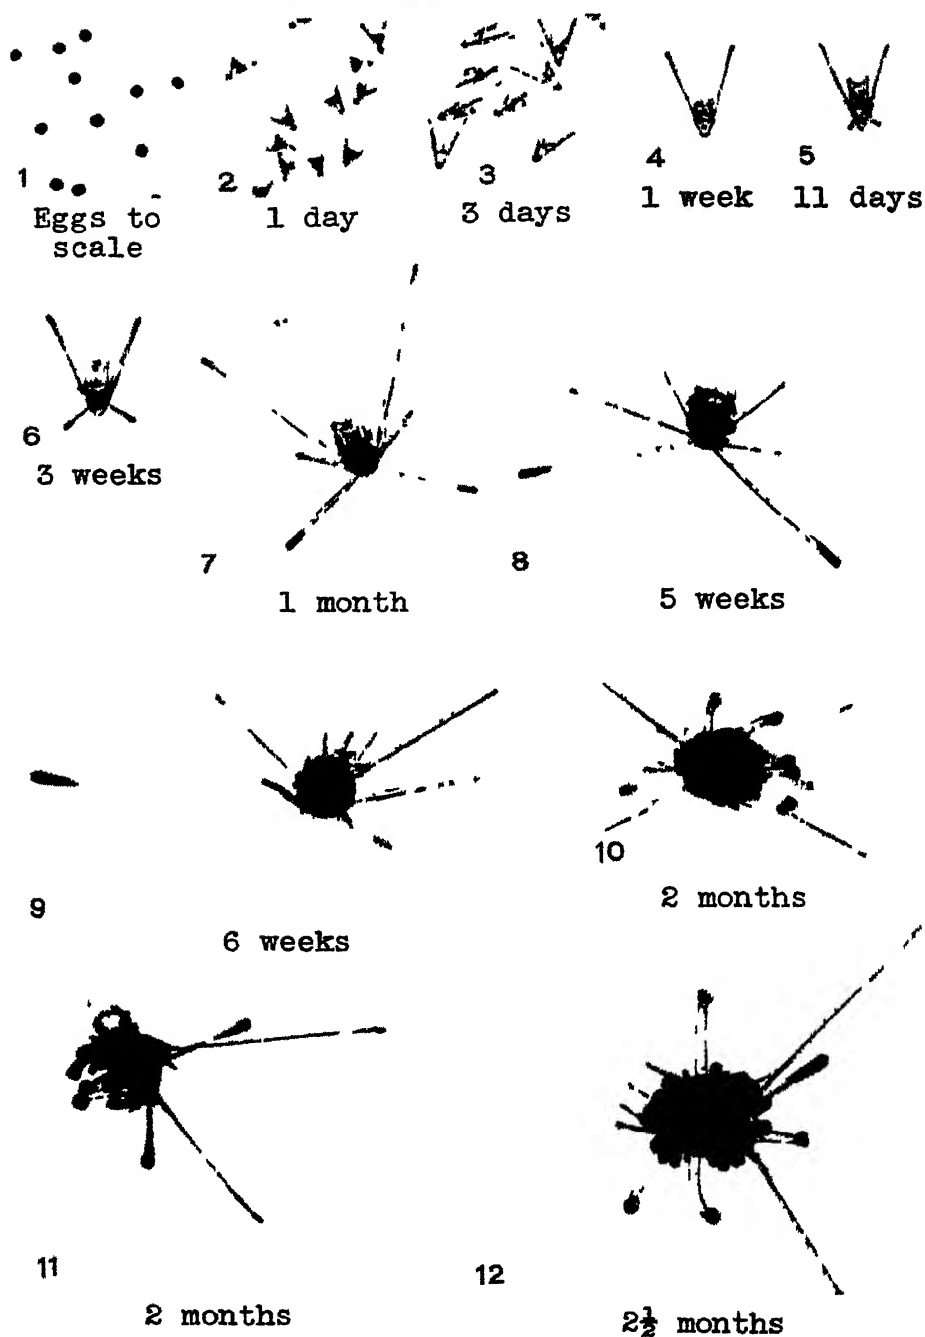 1
Eggs to
scale
2
1 day
3
3 days
4
1 week
5
11 days
6
3 weeks
7
1 month
8
5 weeks
9
6 weeks
10
2 months
11
2 months
12
2½ months